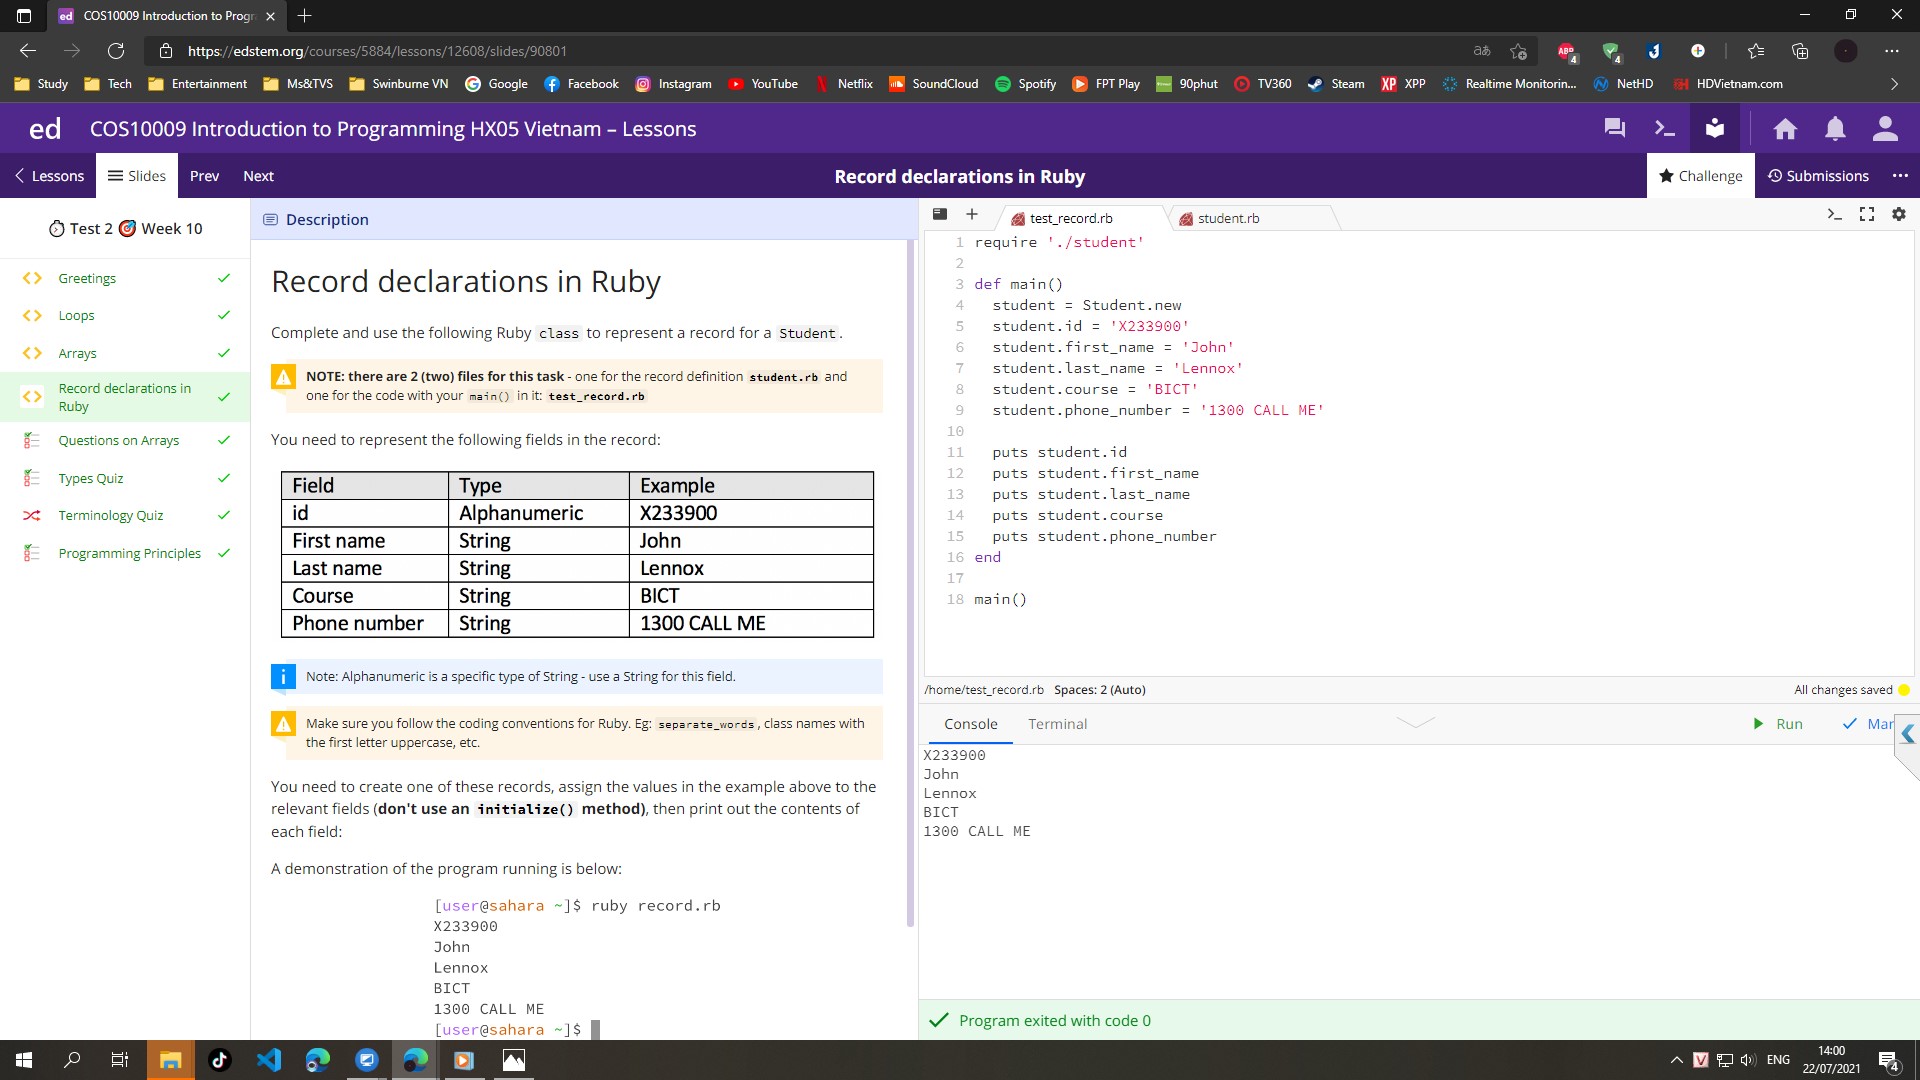 COS10009 Introduction to Progr
https://edstem.org/courses/5884/lessons/12608/slides/90801
Study Tech Entertainment Ms&TVS Swinburne VN Google Facebook Instagram YouTube Netflix SoundCloud Spotify FPT Play 90phut TV360 Steam XPP Realtime Monitorin... NetHD HDVietnam.com
ed COS10009 Introduction to Programming HX05 Vietnam – Lessons
Lessons Slides Prev Next Record declarations in Ruby Challenge Submissions
Test 2 Week 10
Greetings
Loops
Arrays
Record declarations in
Ruby
Questions on Arrays
Types Quiz
Terminology Quiz
Programming Principles
Description
Record declarations in Ruby
Complete and use the following Ruby class to represent a record for a Student.
NOTE: there are 2 (two) files for this task - one for the record definition student.rb and
one for the code with your main() in it: test_record.rb
You need to represent the following fields in the record:
Field Type Example
id Alphanumeric X233900
First name String John
Last name String Lennox
Course String BICT
Phone number String 1300 CALL ME
Note: Alphanumeric is a specific type of String - use a String for this field.
Make sure you follow the coding conventions for Ruby. Eg: separate_words, class names with
the first letter uppercase, etc.
You need to create one of these records, assign the values in the example above to the
relevant fields (don't use an initialize() method), then print out the contents of
each field:
A demonstration of the program running is below:
[user@sahara ~]$ ruby record.rb
X233900
John
Lennox
BICT
1300 CALL ME
[user@sahara ~]$
test_record.rb student.rb
1 require './student'
2
3 def main()
4 student = Student.new
5 student.id = 'X233900'
6 student.first_name = 'John'
7 student.last_name = 'Lennox'
8 student.course = 'BICT'
9 student.phone_number = '1300 CALL ME'
10
11 puts student.id
12 puts student.first_name
13 puts student.last_name
14 puts student.course
15 puts student.phone_number
16 end
17
18 main()
/home/test_record.rb Spaces: 2 (Auto) All changes saved
Console Terminal Run Mar
X233900
John
Lennox
BICT
1300 CALL ME
Program exited with code 0
ENG
14:00
22/07/2021
4